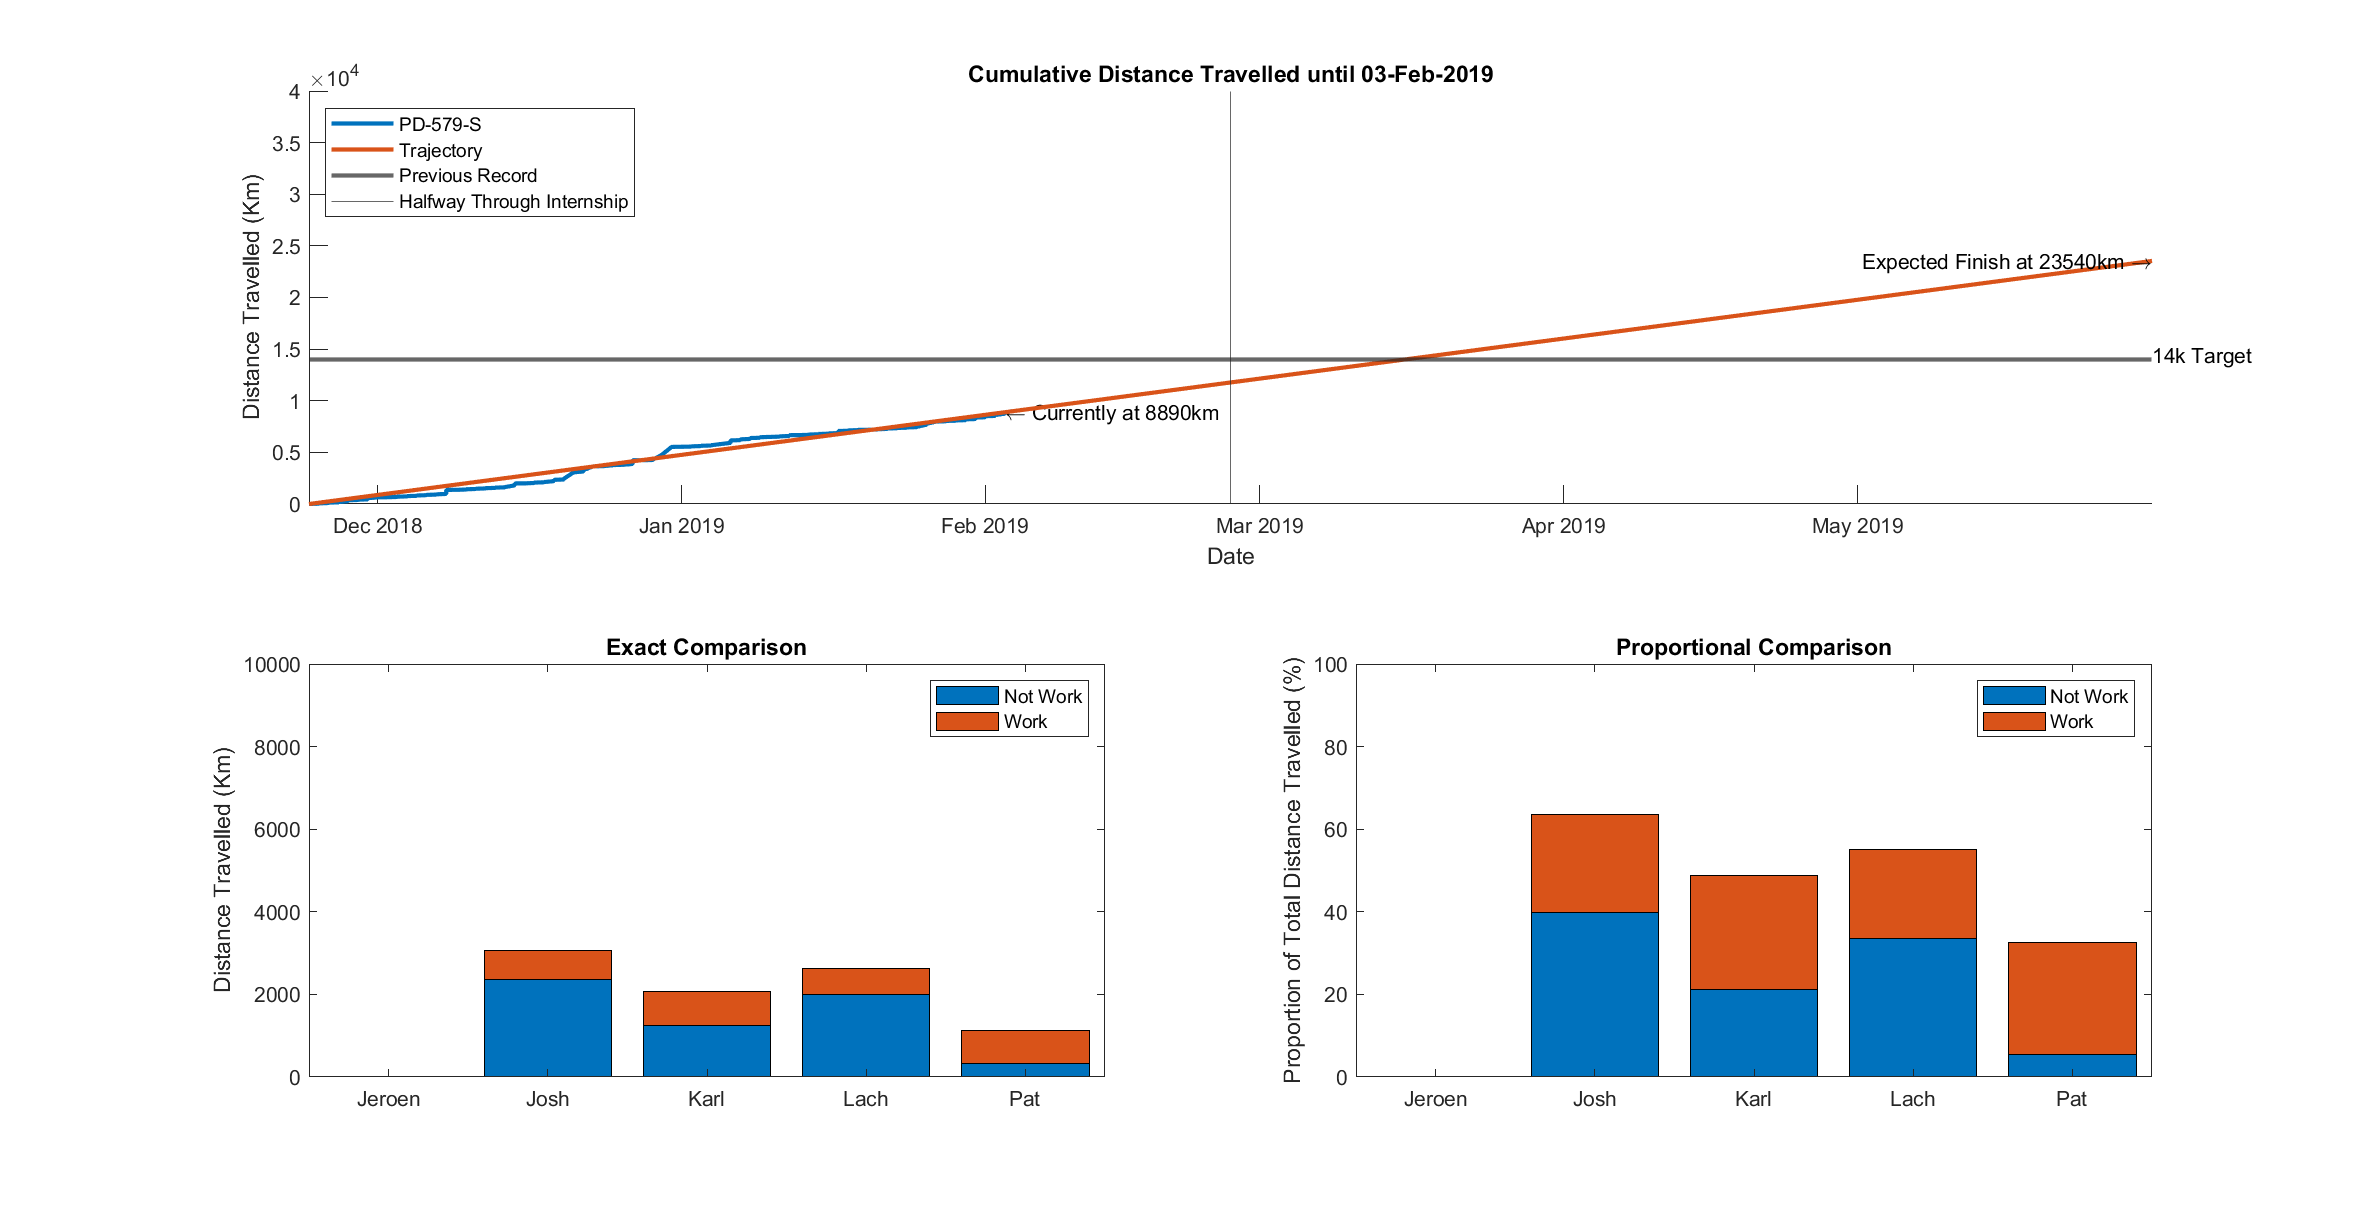 Cumulative Distance Travelled until 03-Feb-2019
×10^4
4
3.5
3
2.5
2
1.5
1
0.5
0
Distance Travelled (Km)
PD-579-S
Trajectory
Previous Record
Halfway Through Internship
Expected Finish at 23540km →
14k Target
← Currently at 8890km
Dec 2018
Jan 2019
Feb 2019
Mar 2019
Apr 2019
May 2019
Date
Exact Comparison
10000
8000
6000
4000
2000
0
Distance Travelled (Km)
Not Work
Work
Jeroen
Josh
Karl
Lach
Pat
Proportional Comparison
100
80
60
40
20
0
Proportion of Total Distance Travelled (%)
Not Work
Work
Jeroen
Josh
Karl
Lach
Pat